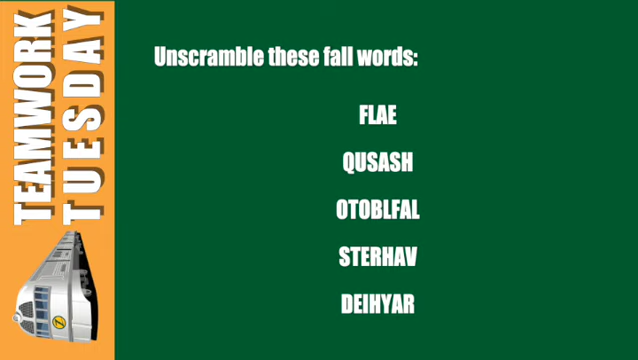 TEAMWORK
TUESDAY
Unscramble these fall words:
FLAE
QUSASH
OTOBLFAL
STERHAV
DEIHYAR